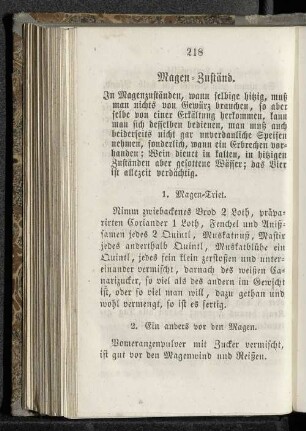 218
Magen-Zuständ.
In Magenzuständen, wann selbige hitzig, muß
man nichts von Gewürz brauchen, so aber
selbe von einer Erkältung herkommen, kann
man sich desselben bedienen, man muß auch
beiderseits nicht gar unverdauliche Speisen
nehmen, sonderlich, wann ein Erbrechen vor-
handen; Wein dient in kalten, in hitzigen
Zuständen aber gesottene Wässer; das Bier
ist allezeit verdächtig.
1. Magen-Triet.
Nimm zwiebackenes Brod 2 Loth, präpa-
rirten Coriander 1 Loth, Fenchel und Aniß-
samen jedes 2 Quintl, Muskatnuß, Mastix
jedes anderthalb Quintl, Muskatblühe ein
Quintl, jedes fein klein zerstoßen und unter-
einander vermischt, darnach des weißen Ca-
narizucker, so viel als des andern im Gewicht
ist, oder so viel man will, dazu gethan und
wohl vermengt, so ist es fertig.
2. Ein anders vor den Magen.
Pomeranzenpulver mit Zucker vermischt,
ist gut vor den Magenwind und Reißen.